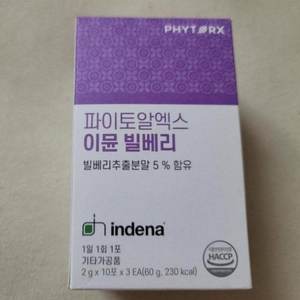 PHYTORX
파이토알엑스
이뮨 빌베리
빌베리추출분말 5 % 함유
indena
1일 1회 1포
기타가공품
2 g x 10포 x 3 EA(60 g, 230 kcal)
HACCP